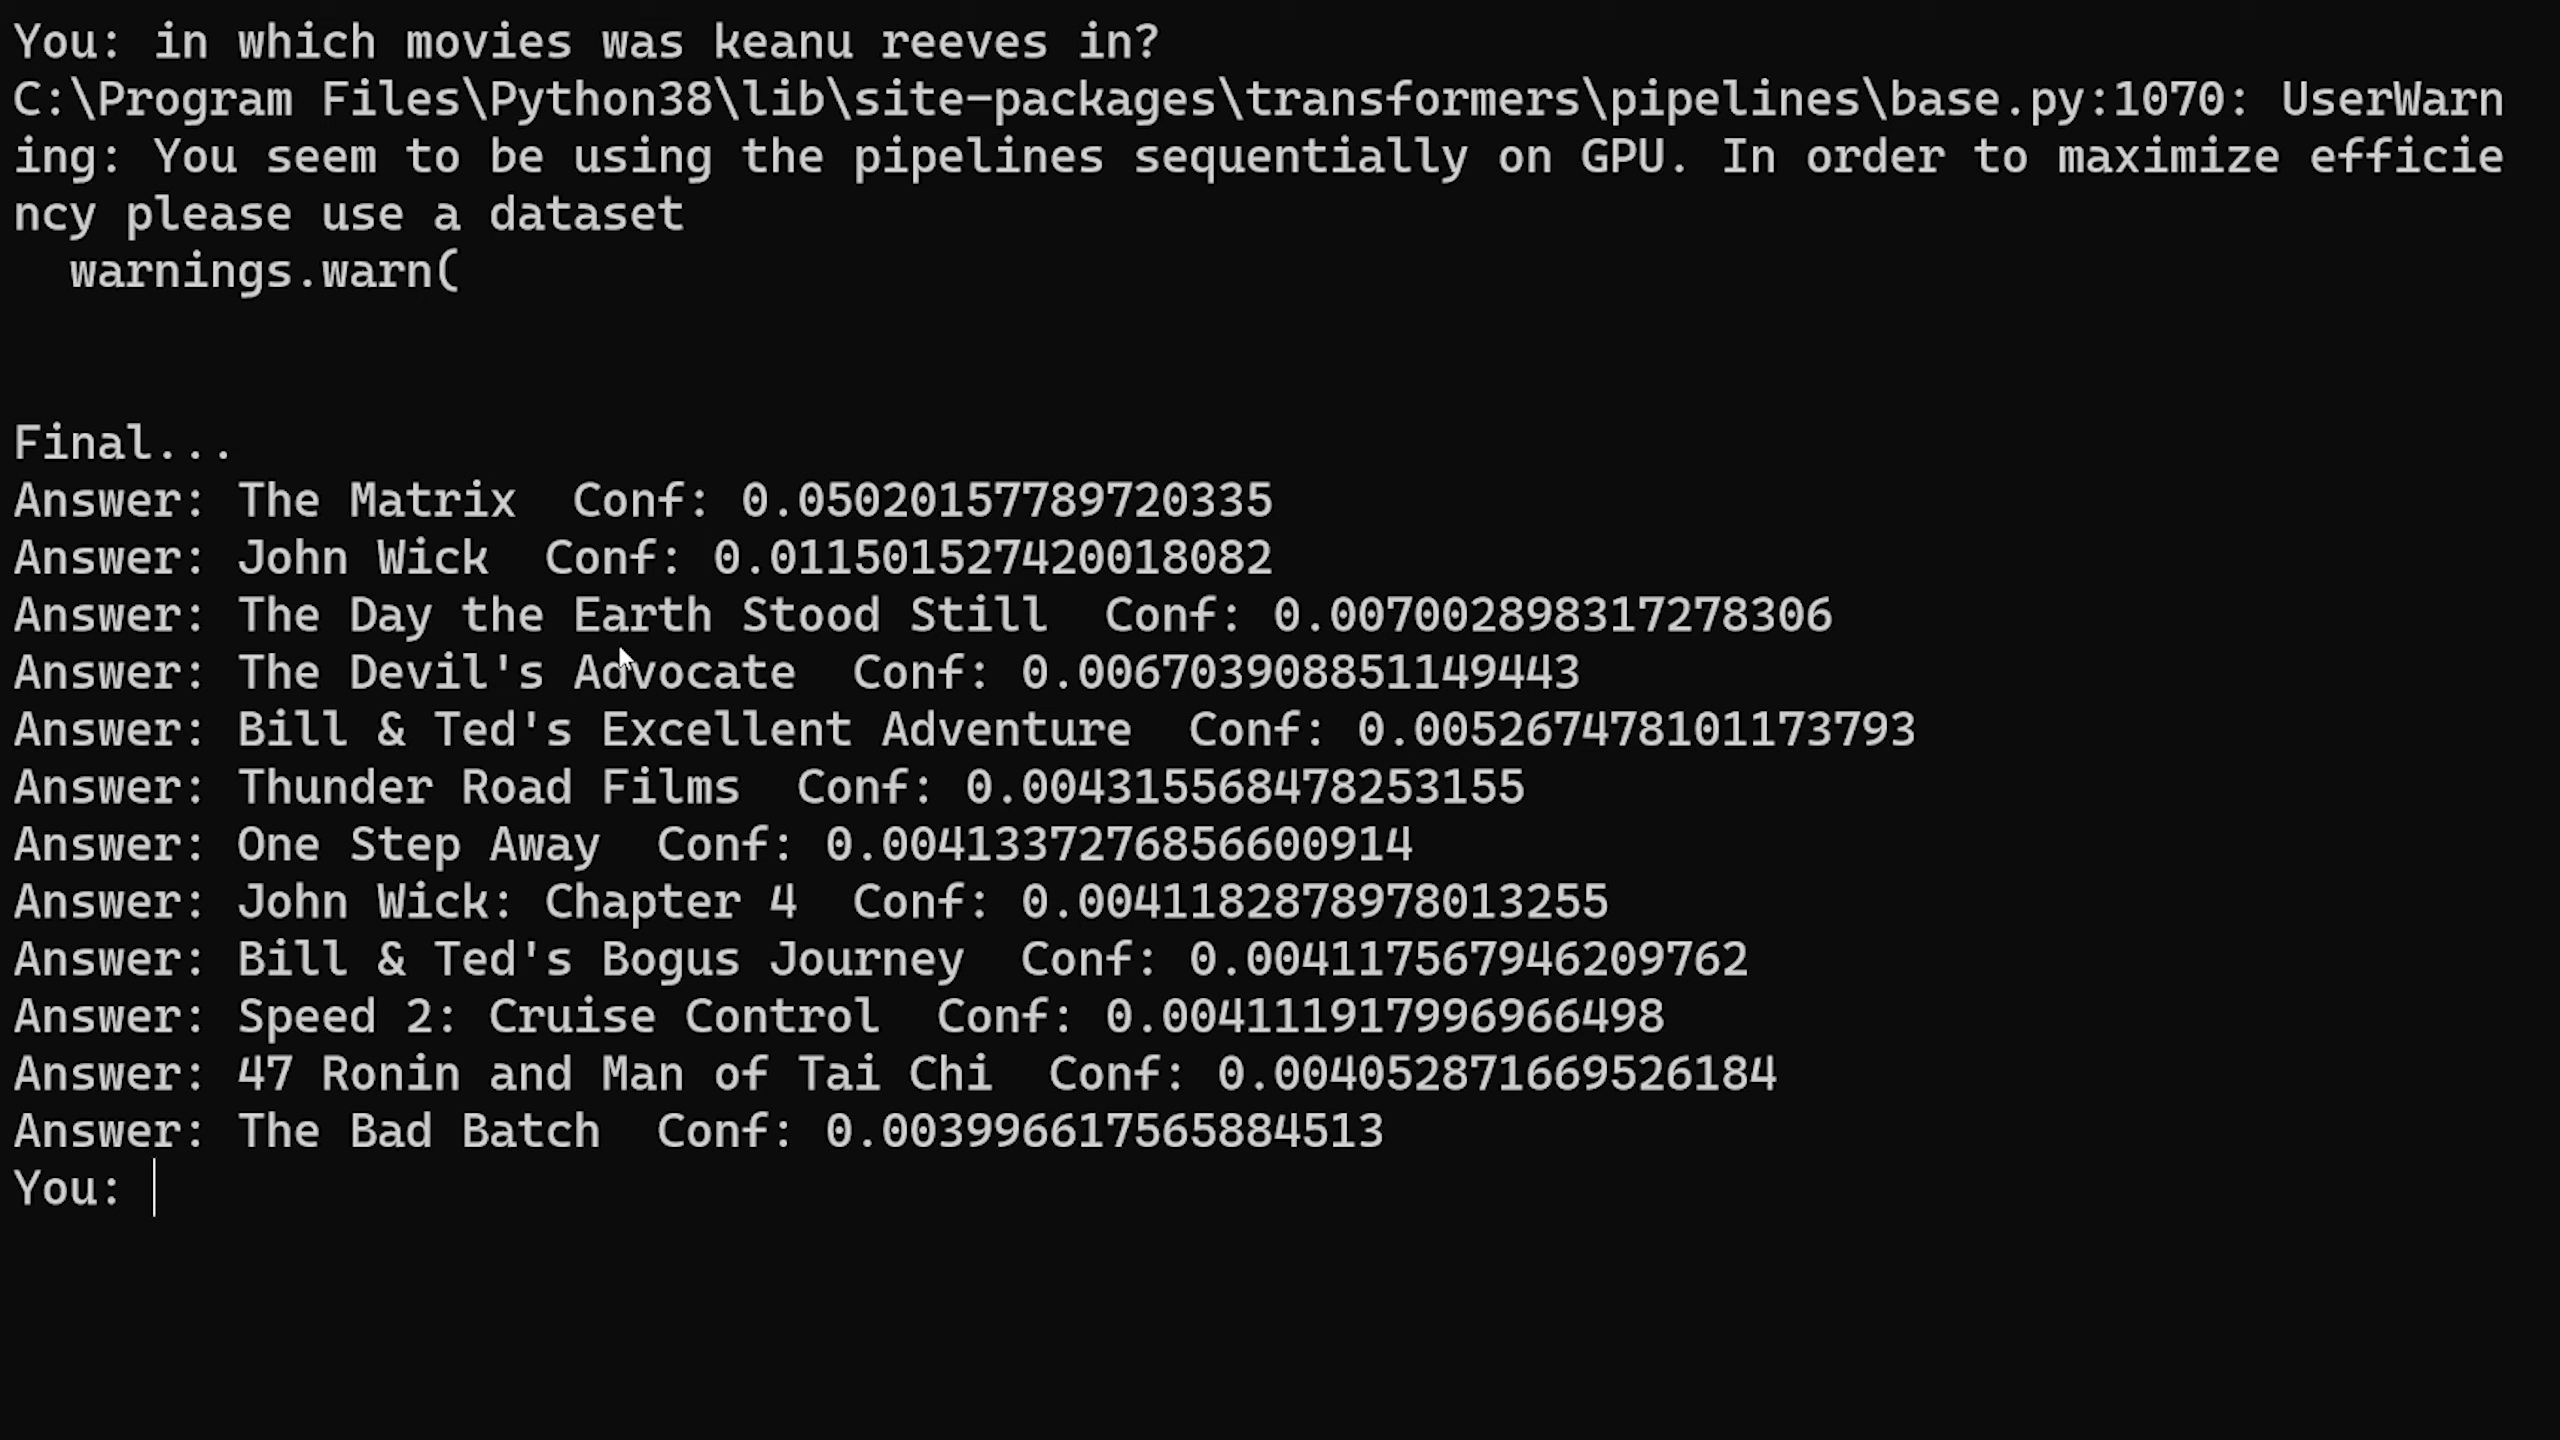 You: in which movies was keanu reeves in?
C:\Program Files\Python38\lib\site-packages\transformers\pipelines\base.py:1070: UserWarn
ing: You seem to be using the pipelines sequentially on GPU. In order to maximize efficie
ncy please use a dataset
  warnings.warn(
Final...
Answer: The Matrix  Conf: 0.05020157789720335
Answer: John Wick  Conf: 0.011501527420018082
Answer: The Day the Earth Stood Still  Conf: 0.007002898317278306
Answer: The Devil's Advocate  Conf: 0.006703908851149443
Answer: Bill & Ted's Excellent Adventure  Conf: 0.005267478101173793
Answer: Thunder Road Films  Conf: 0.004315568478253155
Answer: One Step Away  Conf: 0.0041337276856600914
Answer: John Wick: Chapter 4  Conf: 0.004118287897801​3255
Answer: Bill & Ted's Bogus Journey  Conf: 0.004117567946209762
Answer: Speed 2: Cruise Control  Conf: 0.004111917996966498
Answer: 47 Ronin and Man of Tai Chi  Conf: 0.004052871669526184
Answer: The Bad Batch  Conf: 0.003996617565884513
You: